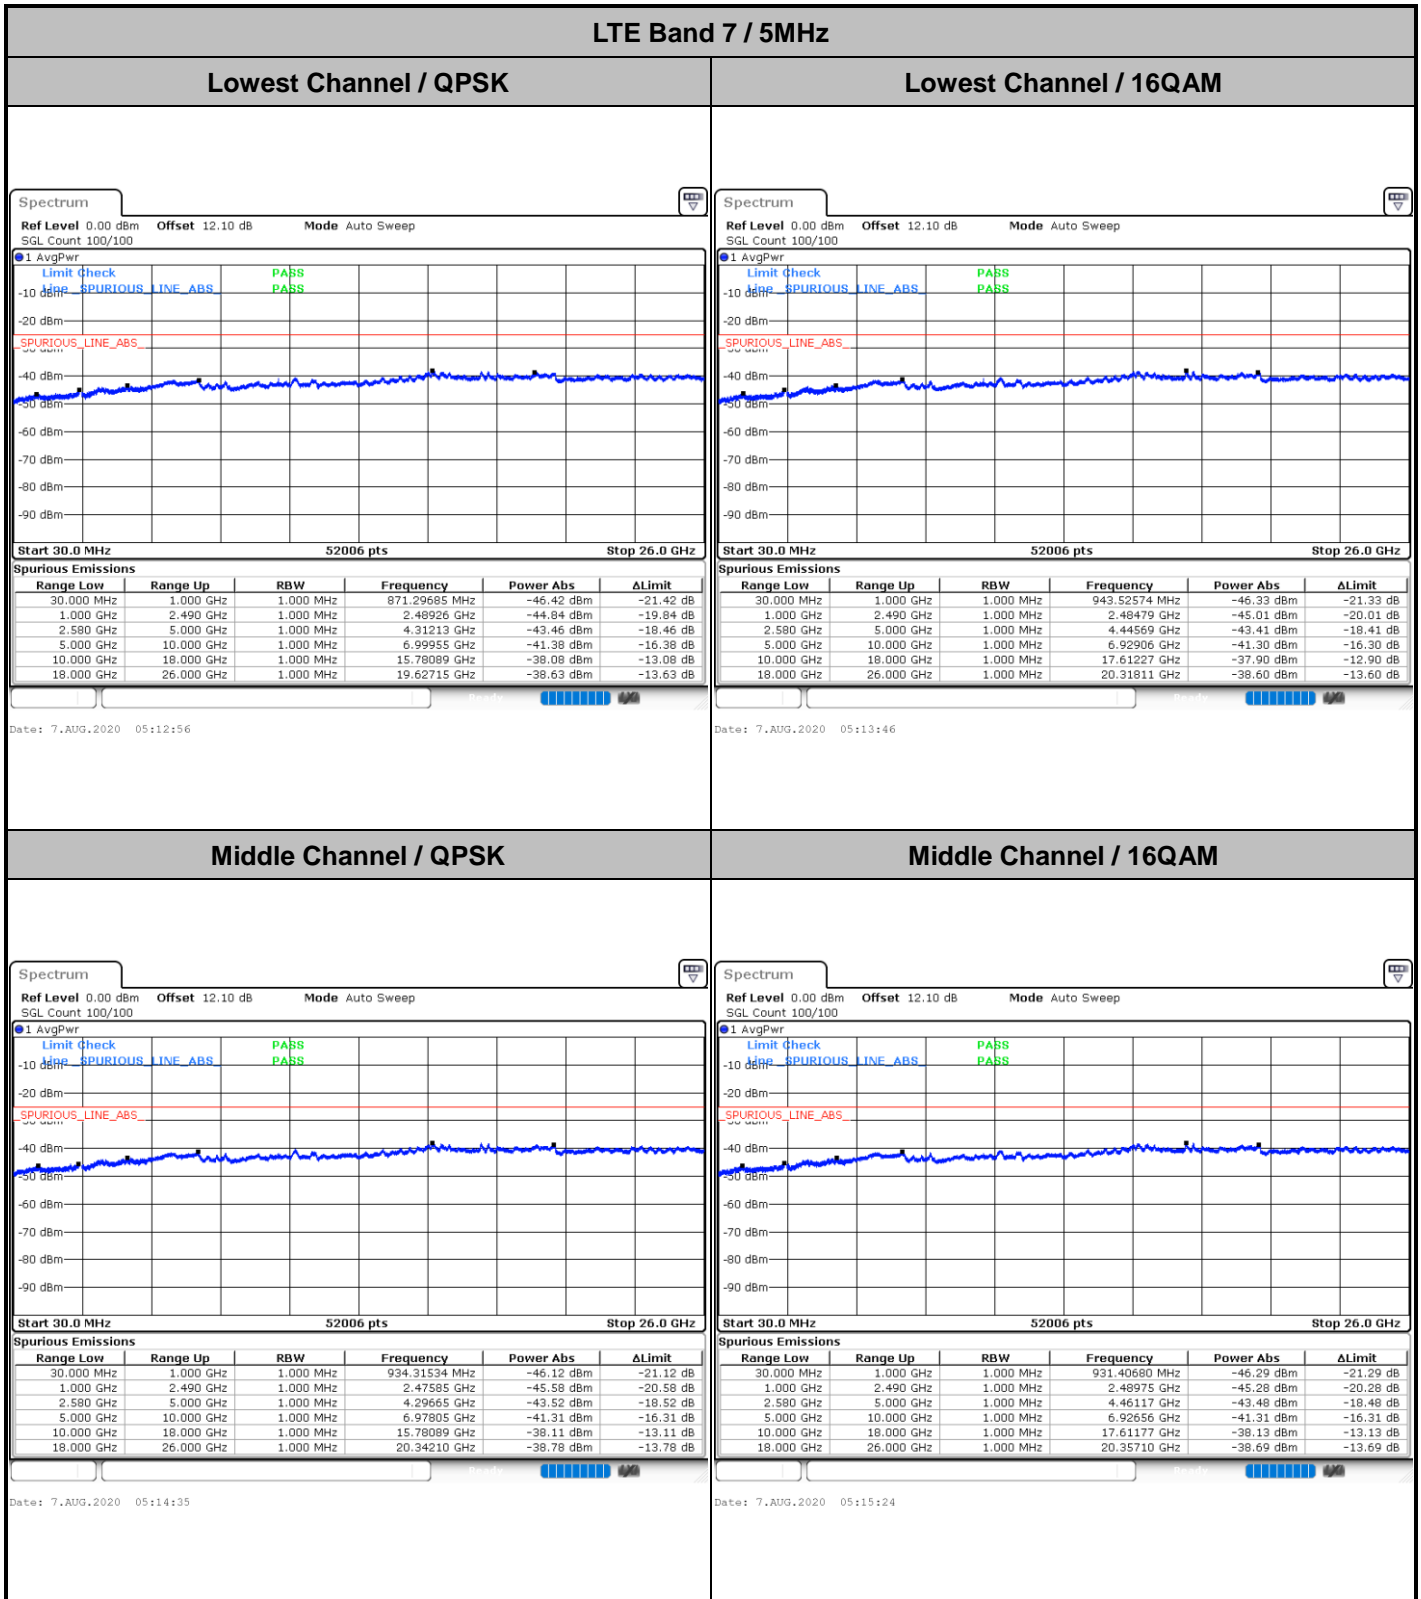 LTE Band 7 / 5MHz
Lowest Channel / QPSK
Lowest Channel / 16QAM
Spectrum
Ref Level 0.00 dBm Offset 12.10 dB Mode Auto Sweep
SGL Count 100/100
1 AvgPwr
Limit Check PASS
Line _SPURIOUS_LINE_ABS_ PASS
-10 dBm
-20 dBm
_SPURIOUS_LINE_ABS_
-40 dBm
-50 dBm
-60 dBm
-70 dBm
-80 dBm
-90 dBm
Start 30.0 MHz 52006 pts Stop 26.0 GHz
Spurious Emissions
Range Low Range Up RBW Frequency Power Abs ΔLimit
30.000 MHz 1.000 GHz 1.000 MHz 871.29685 MHz -46.42 dBm -21.42 dB
1.000 GHz 2.490 GHz 1.000 MHz 2.48926 GHz -44.84 dBm -19.84 dB
2.580 GHz 5.000 GHz 1.000 MHz 4.31213 GHz -43.46 dBm -18.46 dB
5.000 GHz 10.000 GHz 1.000 MHz 6.99955 GHz -41.38 dBm -16.38 dB
10.000 GHz 18.000 GHz 1.000 MHz 15.78089 GHz -38.08 dBm -13.08 dB
18.000 GHz 26.000 GHz 1.000 MHz 19.62715 GHz -38.63 dBm -13.63 dB
Date: 7.AUG.2020 05:12:56
Spectrum
Ref Level 0.00 dBm Offset 12.10 dB Mode Auto Sweep
SGL Count 100/100
1 AvgPwr
Limit Check PASS
Line _SPURIOUS_LINE_ABS_ PASS
-10 dBm
-20 dBm
_SPURIOUS_LINE_ABS_
-40 dBm
-50 dBm
-60 dBm
-70 dBm
-80 dBm
-90 dBm
Start 30.0 MHz 52006 pts Stop 26.0 GHz
Spurious Emissions
Range Low Range Up RBW Frequency Power Abs ΔLimit
30.000 MHz 1.000 GHz 1.000 MHz 943.52574 MHz -46.33 dBm -21.33 dB
1.000 GHz 2.490 GHz 1.000 MHz 2.48479 GHz -45.01 dBm -20.01 dB
2.580 GHz 5.000 GHz 1.000 MHz 4.44569 GHz -43.41 dBm -18.41 dB
5.000 GHz 10.000 GHz 1.000 MHz 6.92906 GHz -41.30 dBm -16.30 dB
10.000 GHz 18.000 GHz 1.000 MHz 17.61227 GHz -37.90 dBm -12.90 dB
18.000 GHz 26.000 GHz 1.000 MHz 20.31811 GHz -38.60 dBm -13.60 dB
Date: 7.AUG.2020 05:13:46
Middle Channel / QPSK
Middle Channel / 16QAM
Spectrum
Ref Level 0.00 dBm Offset 12.10 dB Mode Auto Sweep
SGL Count 100/100
1 AvgPwr
Limit Check PASS
Line _SPURIOUS_LINE_ABS_ PASS
-10 dBm
-20 dBm
_SPURIOUS_LINE_ABS_
-40 dBm
-50 dBm
-60 dBm
-70 dBm
-80 dBm
-90 dBm
Start 30.0 MHz 52006 pts Stop 26.0 GHz
Spurious Emissions
Range Low Range Up RBW Frequency Power Abs ΔLimit
30.000 MHz 1.000 GHz 1.000 MHz 934.31534 MHz -46.12 dBm -21.12 dB
1.000 GHz 2.490 GHz 1.000 MHz 2.47585 GHz -45.58 dBm -20.58 dB
2.580 GHz 5.000 GHz 1.000 MHz 4.29665 GHz -43.52 dBm -18.52 dB
5.000 GHz 10.000 GHz 1.000 MHz 6.97805 GHz -41.31 dBm -16.31 dB
10.000 GHz 18.000 GHz 1.000 MHz 15.78089 GHz -38.11 dBm -13.11 dB
18.000 GHz 26.000 GHz 1.000 MHz 20.34210 GHz -38.78 dBm -13.78 dB
Date: 7.AUG.2020 05:14:35
Spectrum
Ref Level 0.00 dBm Offset 12.10 dB Mode Auto Sweep
SGL Count 100/100
1 AvgPwr
Limit Check PASS
Line _SPURIOUS_LINE_ABS_ PASS
-10 dBm
-20 dBm
_SPURIOUS_LINE_ABS_
-40 dBm
-50 dBm
-60 dBm
-70 dBm
-80 dBm
-90 dBm
Start 30.0 MHz 52006 pts Stop 26.0 GHz
Spurious Emissions
Range Low Range Up RBW Frequency Power Abs ΔLimit
30.000 MHz 1.000 GHz 1.000 MHz 931.40680 MHz -46.29 dBm -21.29 dB
1.000 GHz 2.490 GHz 1.000 MHz 2.48975 GHz -45.28 dBm -20.28 dB
2.580 GHz 5.000 GHz 1.000 MHz 4.46117 GHz -43.48 dBm -18.48 dB
5.000 GHz 10.000 GHz 1.000 MHz 6.92656 GHz -41.31 dBm -16.31 dB
10.000 GHz 18.000 GHz 1.000 MHz 17.61177 GHz -38.13 dBm -13.13 dB
18.000 GHz 26.000 GHz 1.000 MHz 20.35710 GHz -38.69 dBm -13.69 dB
Date: 7.AUG.2020 05:15:24